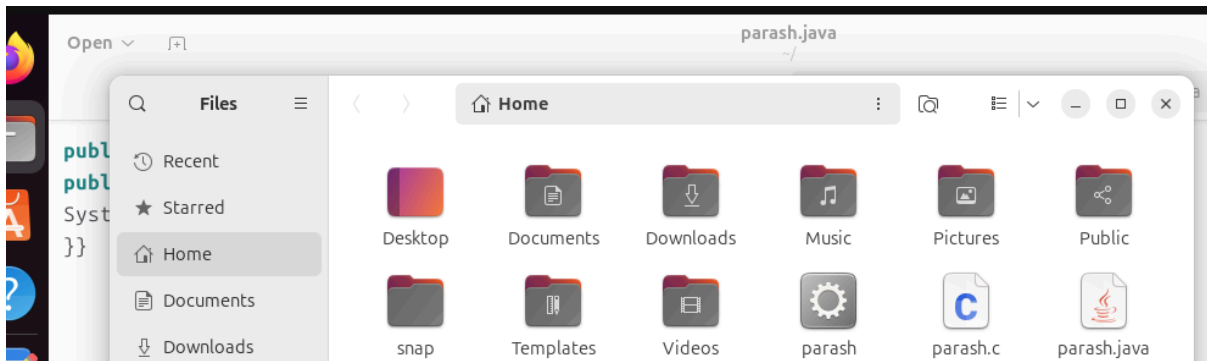 Open
parash.java
~/
Files
Home
publ
publ
Syst
}}
Recent
Starred
Home
Documents
Downloads
Desktop
Documents
Downloads
Music
Pictures
Public
snap
Templates
Videos
parash
parash.c
parash.java